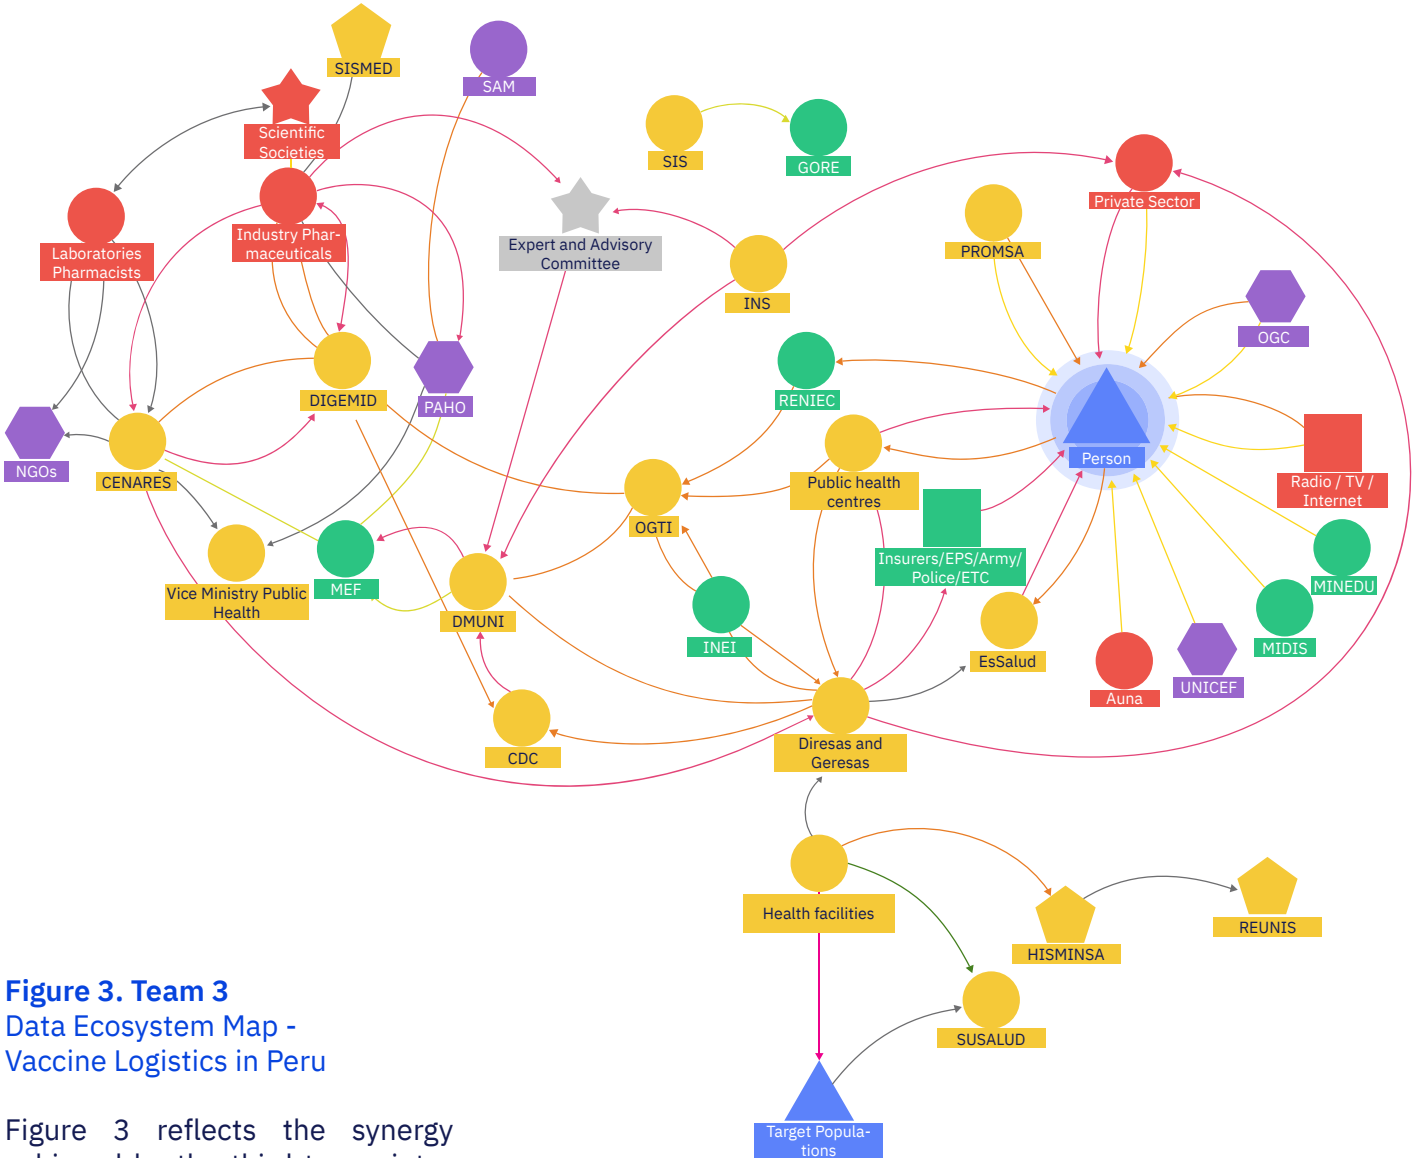 SISMED
SAM
Scientific
Societies
SIS
GORE
Private Sector
Laboratories
Pharmacists
Industry Phar-
maceuticals
Expert and Advisory
Committee
PROMSA
INS
OGC
DIGEMID
PAHO
RENIEC
NGOs
CENARES
Person
Public health
centres
Radio / TV /
Internet
OGTI
Insurers/EPS/Army/
Police/ETC
MEF
Vice Ministry Public
Health
MINEDU
DMUNI
INEI
MIDIS
EsSalud
UNICEF
Auna
CDC
Diresas and
Geresas
Health facilities
REUNIS
HISMINSA
SUSALUD
Target Popula-
tions
Figure 3. Team 3
Data Ecosystem Map -
Vaccine Logistics in Peru
Figure 3 reflects the synergy